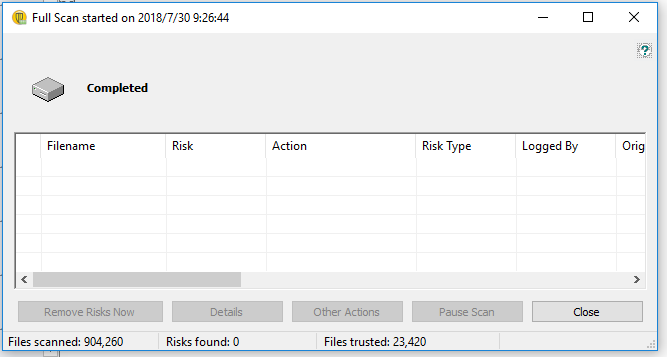 Full Scan started on 2018/7/30 9:26:44
Completed
Filename Risk Action Risk Type Logged By Orig
Remove Risks Now Details Other Actions Pause Scan Close
Files scanned: 904,260 Risks found: 0 Files trusted: 23,420